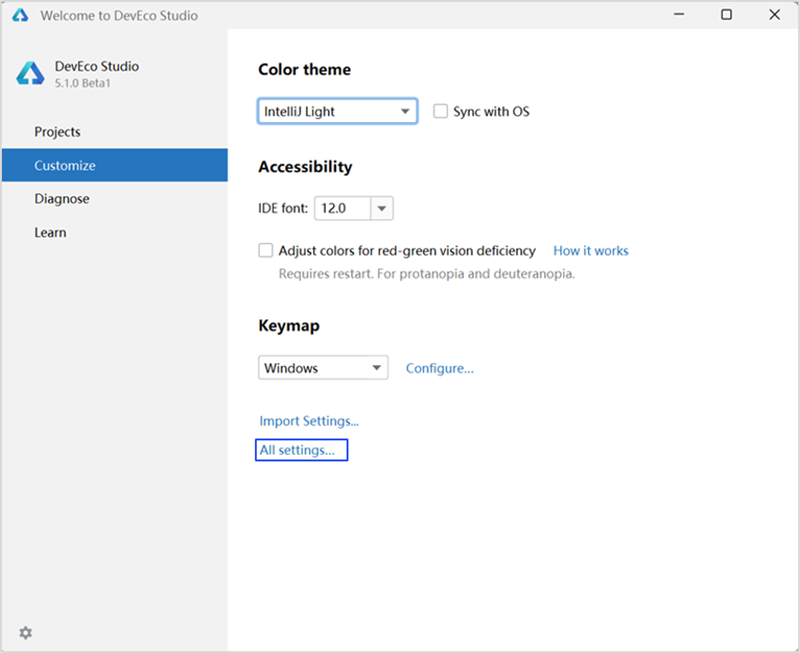 Welcome to DevEco Studio
DevEco Studio
5.1.0 Beta1
Projects
Customize
Diagnose
Learn
Color theme
IntelliJ Light
Sync with OS
Accessibility
IDE font: 12.0
Adjust colors for red-green vision deficiency How it works
Requires restart. For protanopia and deuteranopia.
Keymap
Windows Configure...
Import Settings...
All settings...